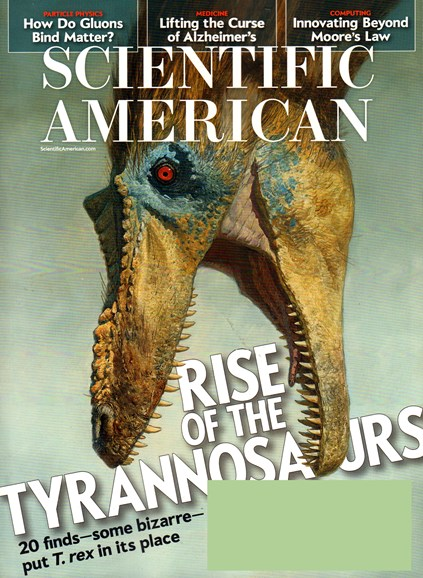 PARTICLE PHYSICS
How Do Gluons
Bind Matter?
MEDICINE
Lifting the Curse
of Alzheimer's
COMPUTING
Innovating Beyond
Moore's Law
SCIENTIFIC
AMERICAN
ScientificAmerican.com
RISE
OF THE
TYRANNOSAURS
20 finds—some bizarre—
put T. rex in its place